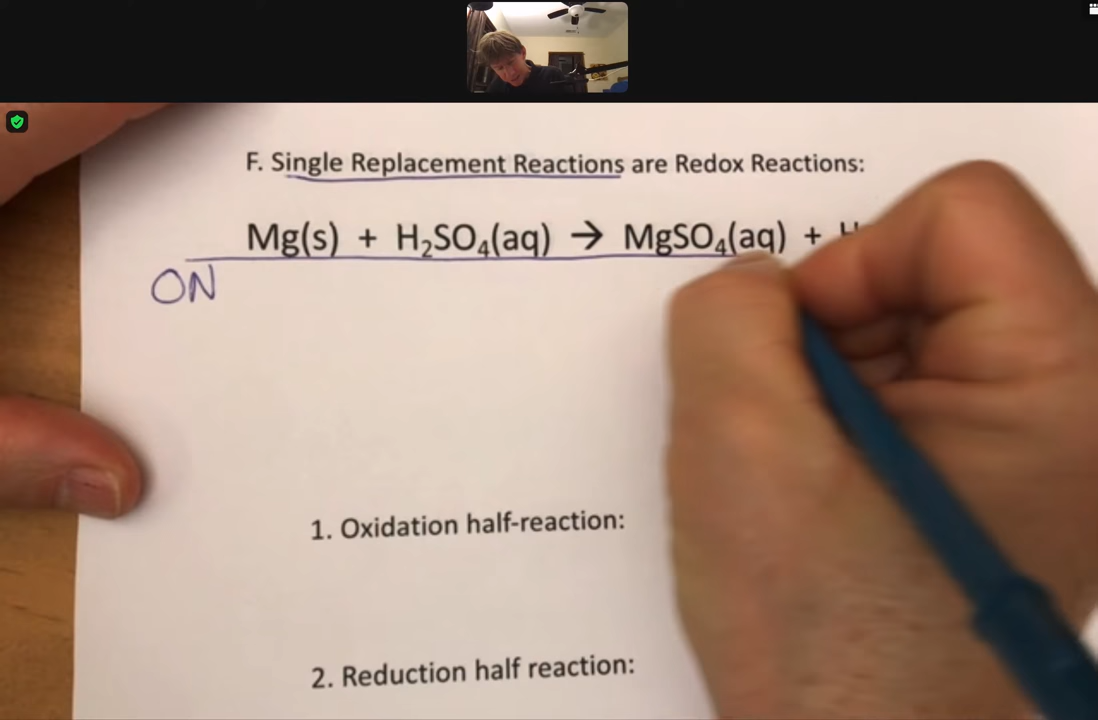 F. Single Replacement Reactions are Redox Reactions:
Mg(s) + H₂SO₄(aq) → MgSO₄(aq) +
ON
1. Oxidation half-reaction:
2. Reduction half reaction: